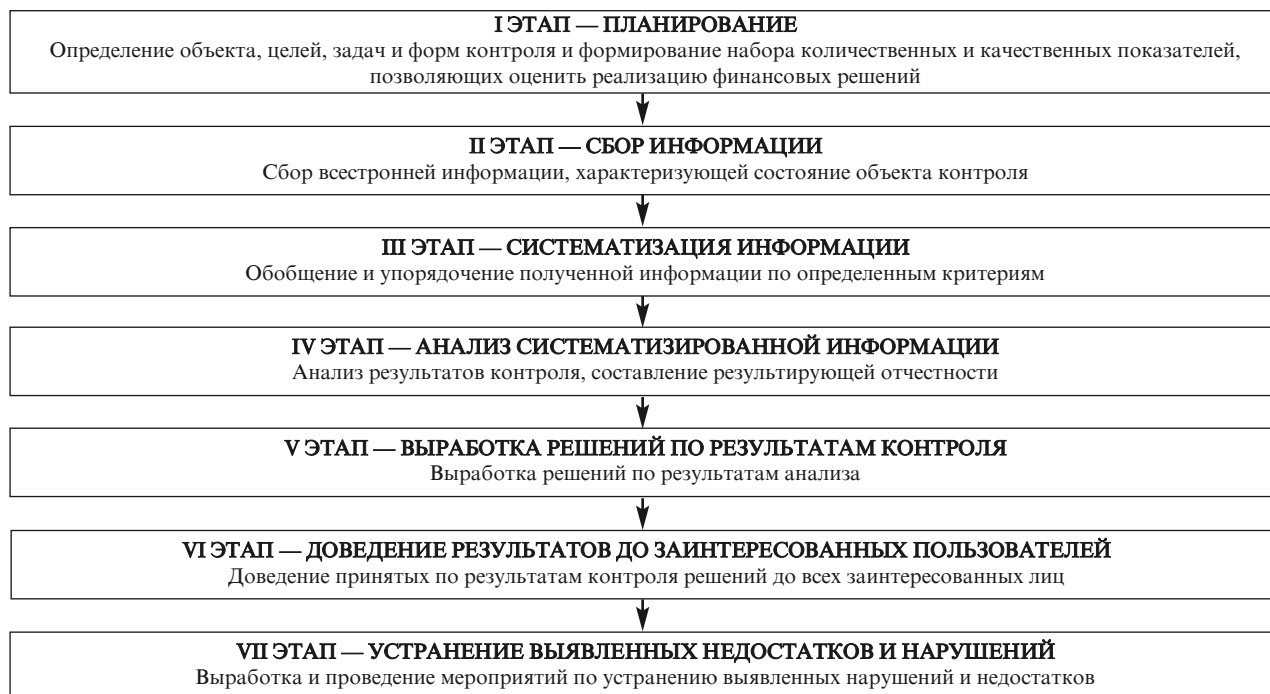 I ЭТАП — ПЛАНИРОВАНИЕ
Определение объекта, целей, задач и форм контроля и формирование набора количественных и качественных показателей,
позволяющих оценить реализацию финансовых решений
II ЭТАП — СБОР ИНФОРМАЦИИ
Сбор всесторонней информации, характеризующей состояние объекта контроля
III ЭТАП — СИСТЕМАТИЗАЦИЯ ИНФОРМАЦИИ
Обобщение и упорядочение полученной информации по определенным критериям
IV ЭТАП — АНАЛИЗ СИСТЕМАТИЗИРОВАННОЙ ИНФОРМАЦИИ
Анализ результатов контроля, составление результирующей отчестности
V ЭТАП — ВЫРАБОТКА РЕШЕНИЙ ПО РЕЗУЛЬТАТАМ КОНТРОЛЯ
Выработка решений по результатам анализа
VI ЭТАП — ДОВЕДЕНИЕ РЕЗУЛЬТАТОВ ДО ЗАИНТЕРЕСОВАННЫХ ПОЛЬЗОВАТЕЛЕЙ
Доведение принятых по результатам контроля решений до всех заинтересованных лиц
VII ЭТАП — УСТРАНЕНИЕ ВЫЯВЛЕННЫХ НЕДОСТАТКОВ И НАРУШЕНИЙ
Выработка и проведение мероприятий по устранению выявленных нарушений и недостатков